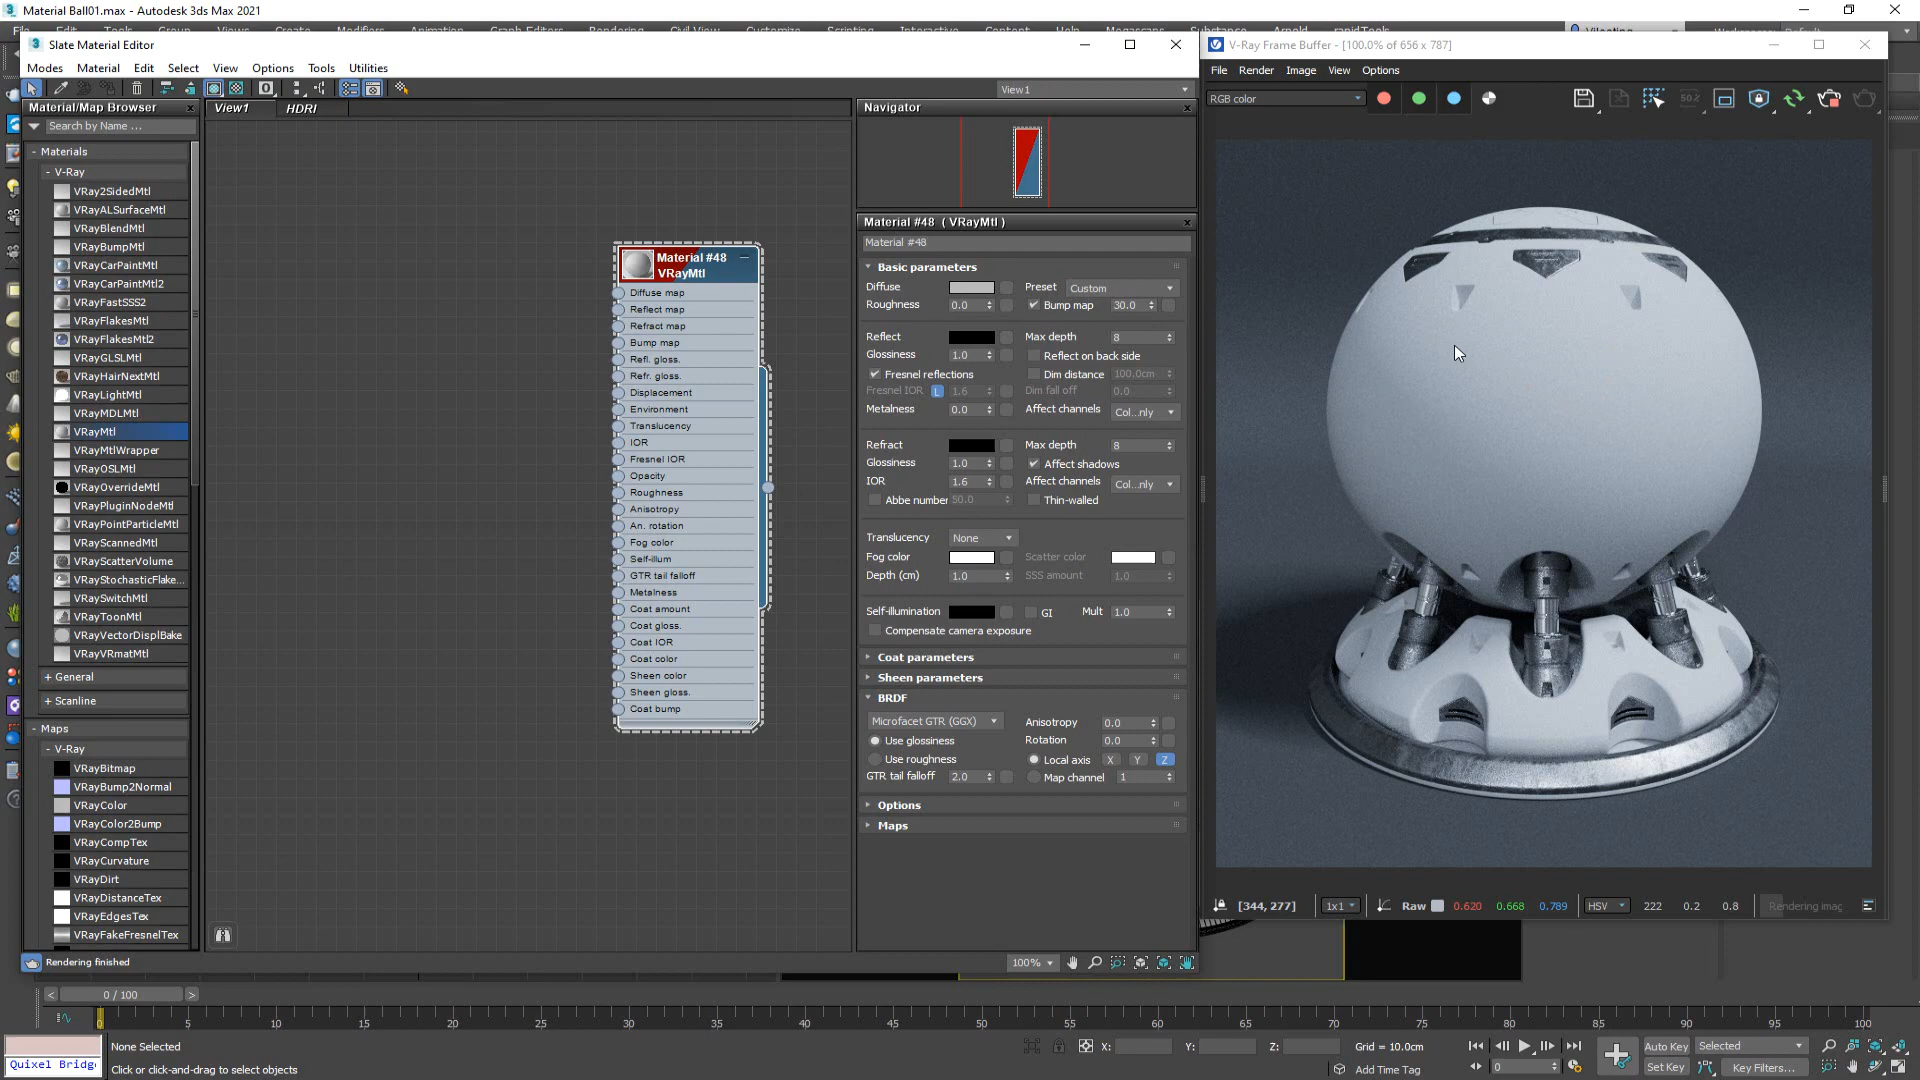 Material Ball01.max - Autodesk 3ds Max 2021
Slate Material Editor
Modes Material Edit Select View Options Tools Utilities
View1
Material/Map Browser
View1 HDRI
Search by Name ...
- Materials
- V-Ray
VRay2SidedMtl
VRayALSurfaceMtl
VRayBlendMtl
VRayBumpMtl
VRayCarPaintMtl
VRayCarPaintMtl2
VRayFastSSS2
VRayFlakesMtl
VRayFlakesMtl2
VRayGLSLMtl
VRayHairNextMtl
VRayLightMtl
VRayMDLMtl
VRayMtl
VRayMtlWrapper
VRayOSLMtl
VRayOverrideMtl
VRayPluginNodeMtl
VRayPointParticleMtl
VRayScannedMtl
VRayScatterVolume
VRayStochasticFlake...
VRaySwitchMtl
VRayToonMtl
VRayVectorDisplBake
VRayVRmatMtl
+ General
+ Scanline
- Maps
- V-Ray
VRayBitmap
VRayBump2Normal
VRayColor
VRayColor2Bump
VRayCompTex
VRayCurvature
VRayDirt
VRayDistanceTex
VRayEdgesTex
VRayFakeFresnelTex
Material #48
VRayMtl
Diffuse map
Reflect map
Refract map
Bump map
Refl. gloss.
Refr. gloss.
Displacement
Environment
Translucency
IOR
Fresnel IOR
Opacity
Roughness
Anisotropy
An. rotation
Fog color
Self-illum
GTR tail falloff
Metalness
Coat amount
Coat gloss.
Coat IOR
Coat color
Sheen color
Sheen gloss.
Coat bump
Navigator
Material #48 ( VRayMtl )
Material #48
Basic parameters
Diffuse Preset Custom
Roughness 0.0 Bump map 30.0
Reflect Max depth 8
Glossiness 1.0 Reflect on back side
Fresnel reflections Dim distance 100.0cm
Fresnel IOR L 1.6 Dim fall off 0.0
Metalness 0.0 Affect channels Col...nly
Refract Max depth 8
Glossiness 1.0 Affect shadows
IOR 1.6 Affect channels Col...nly
Abbe number 50.0 Thin-walled
Translucency None
Fog color Scatter color
Depth (cm) 1.0 SSS amount 1.0
Self-illumination GI Mult 1.0
Compensate camera exposure
Coat parameters
Sheen parameters
BRDF
Microfacet GTR (GGX) Anisotropy 0.0
Use glossiness Rotation 0.0
Use roughness Local axis X Y Z
GTR tail falloff 2.0 Map channel 1
Options
Maps
Rendering finished
100%
V-Ray Frame Buffer - [100.0% of 656 x 787]
File Render Image View Options
RGB color
[344, 277] 1x1 Raw 0.620 0.668 0.789 HSV 222 0.2 0.8 Rendering imag
< 0 / 100 >
0 5 10 15 20 25 30 35 40 45 50 55 60 65 70 75 80 85 90 95 100
None Selected X: Y: Z: Grid = 10.0cm Auto Key Selected
Quixel Bridg
Click or click-and-drag to select objects Add Time Tag 0 Set Key Key Filters...